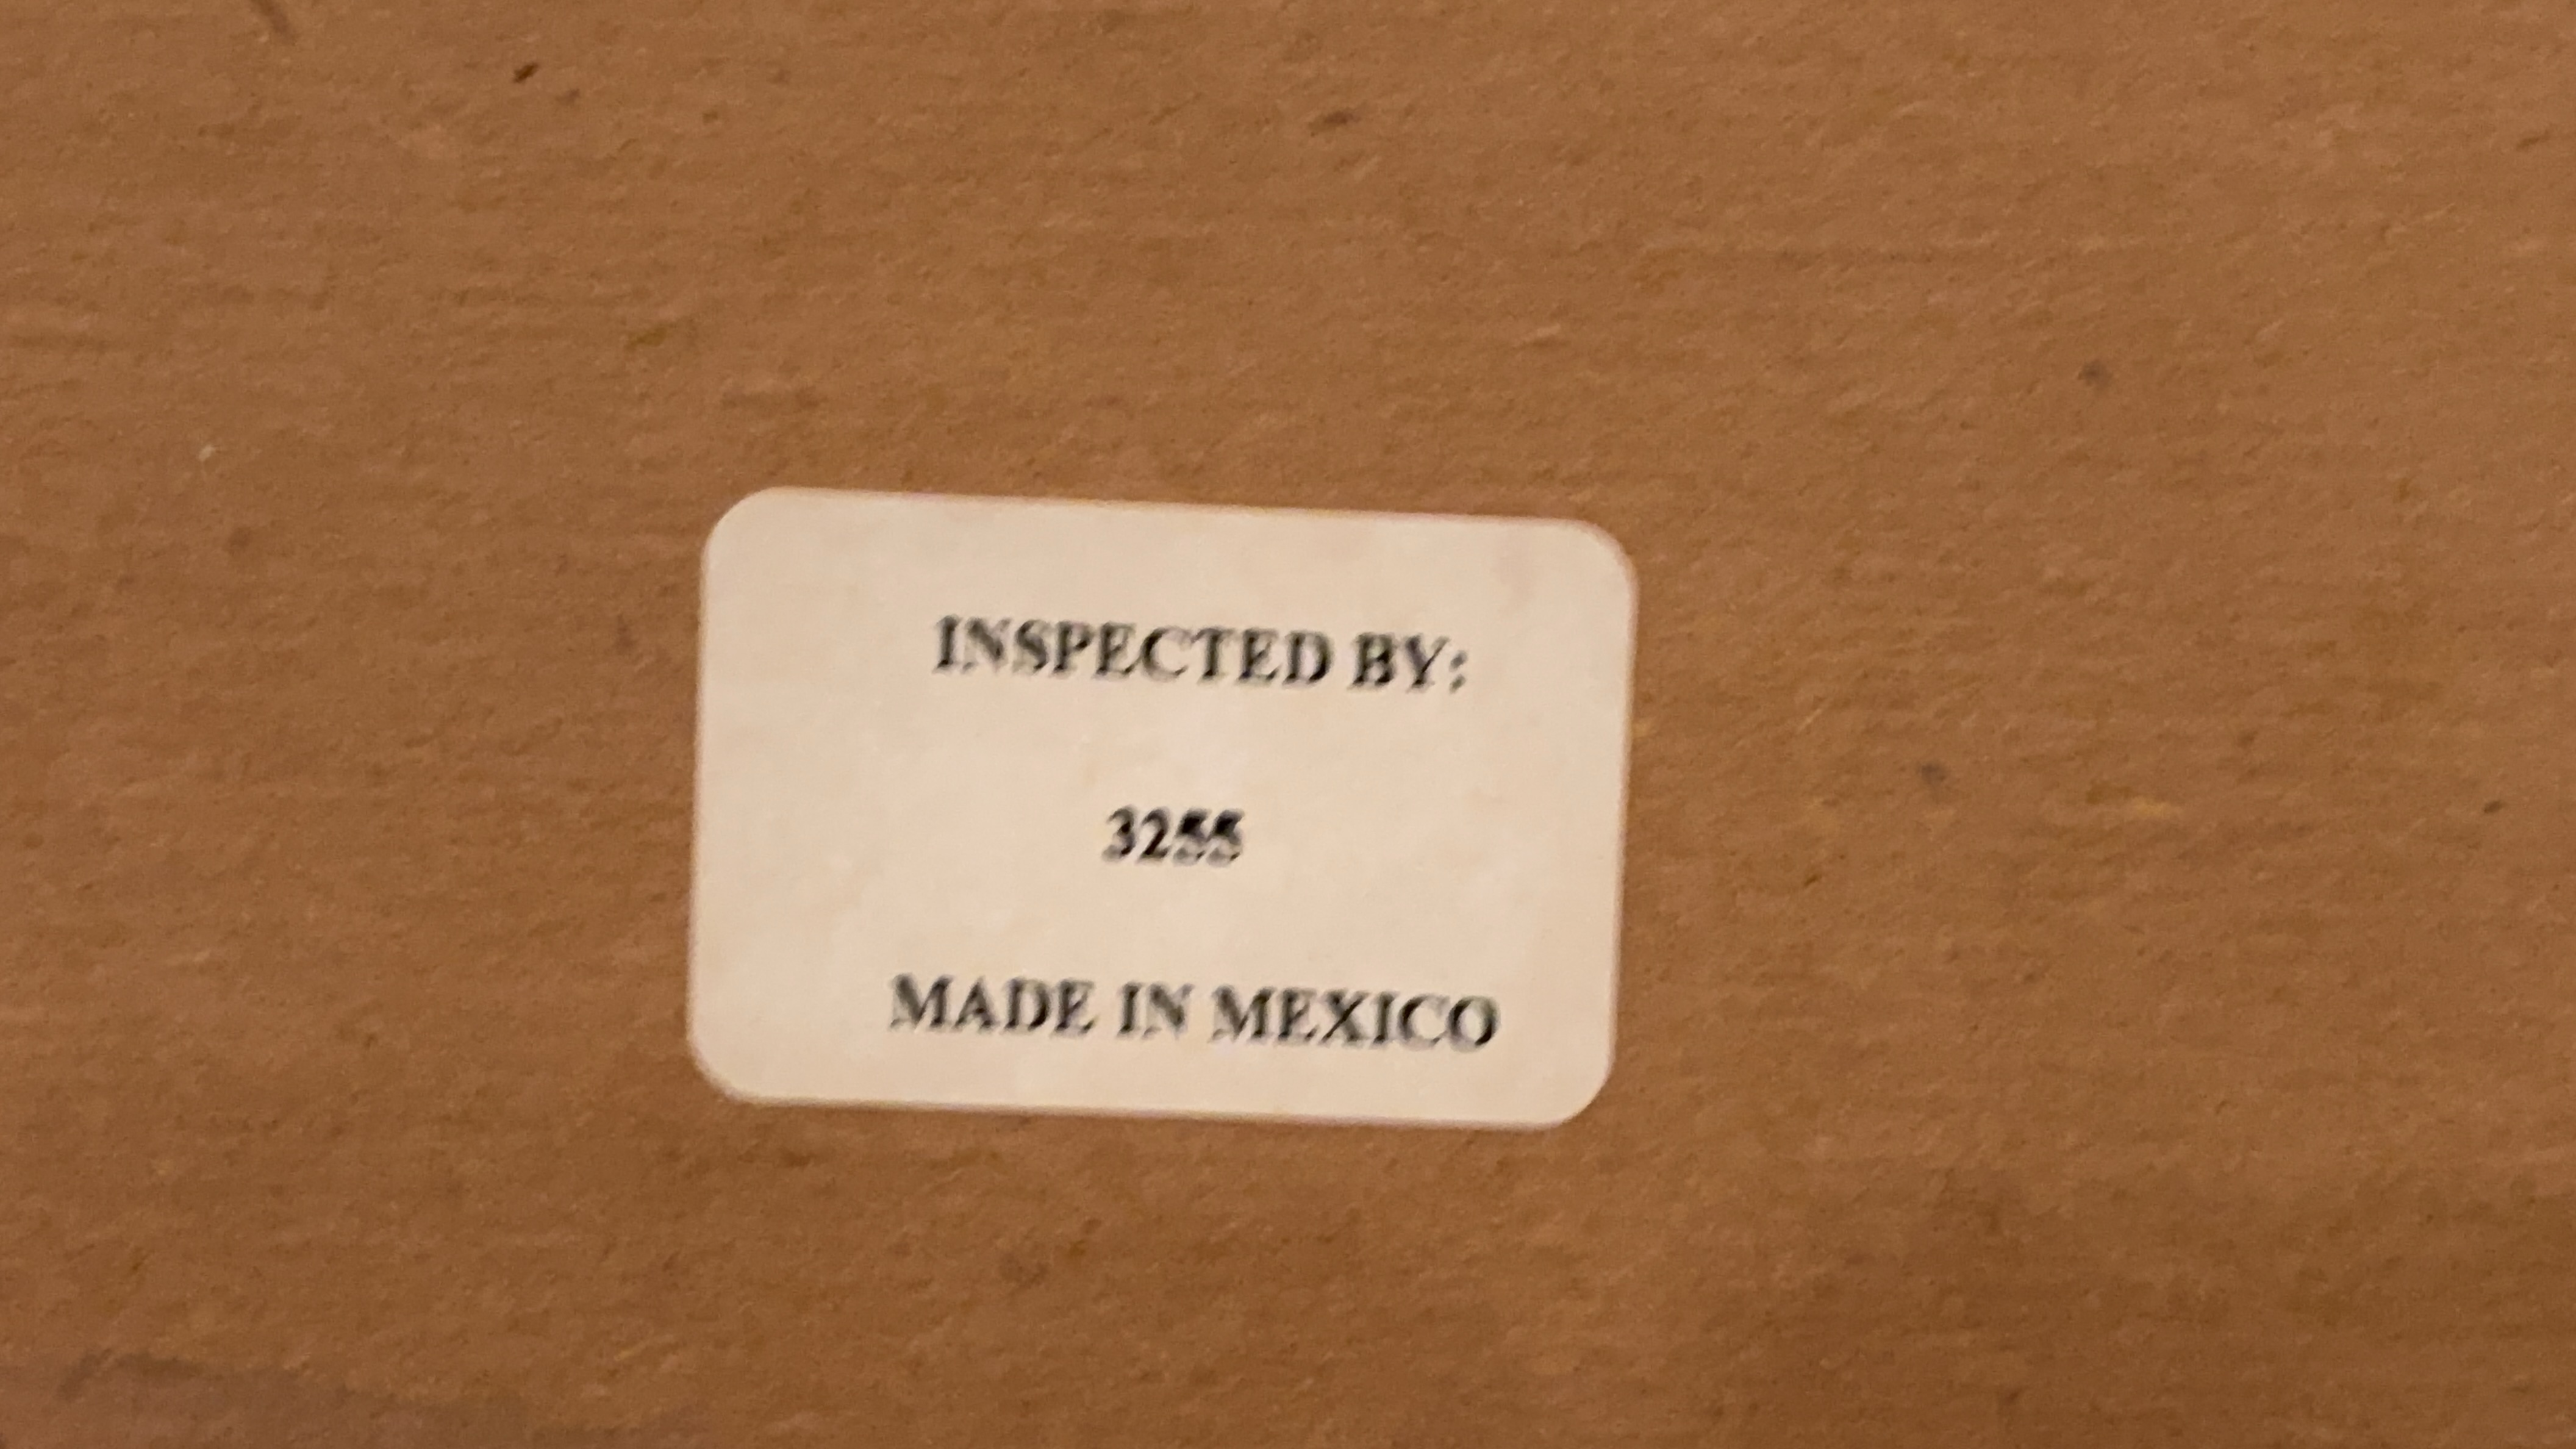 INSPECTED BY:
3255
MADE IN MEXICO